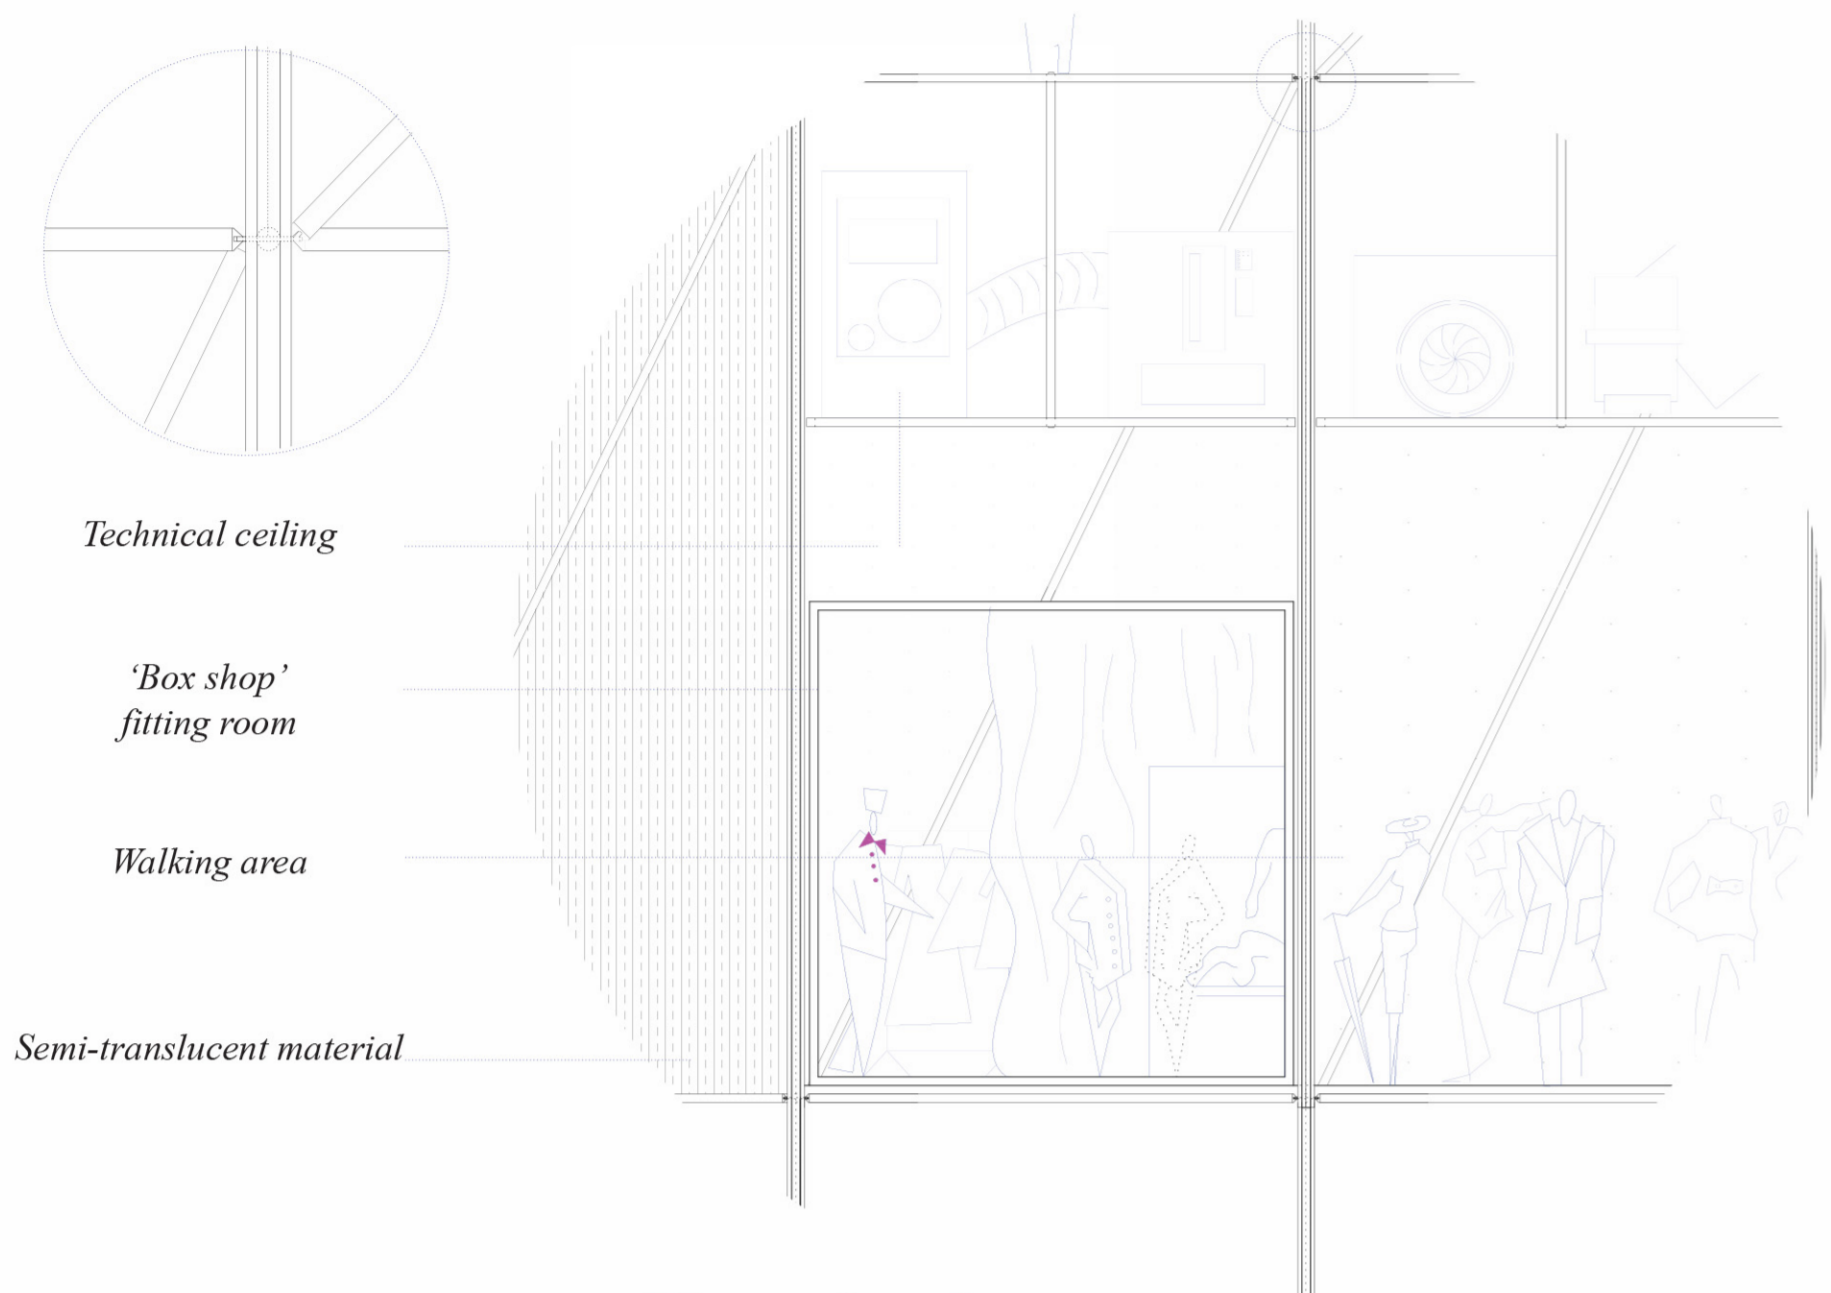 Technical ceiling
‘Box shop’
fitting room
Walking area
Semi-translucent material